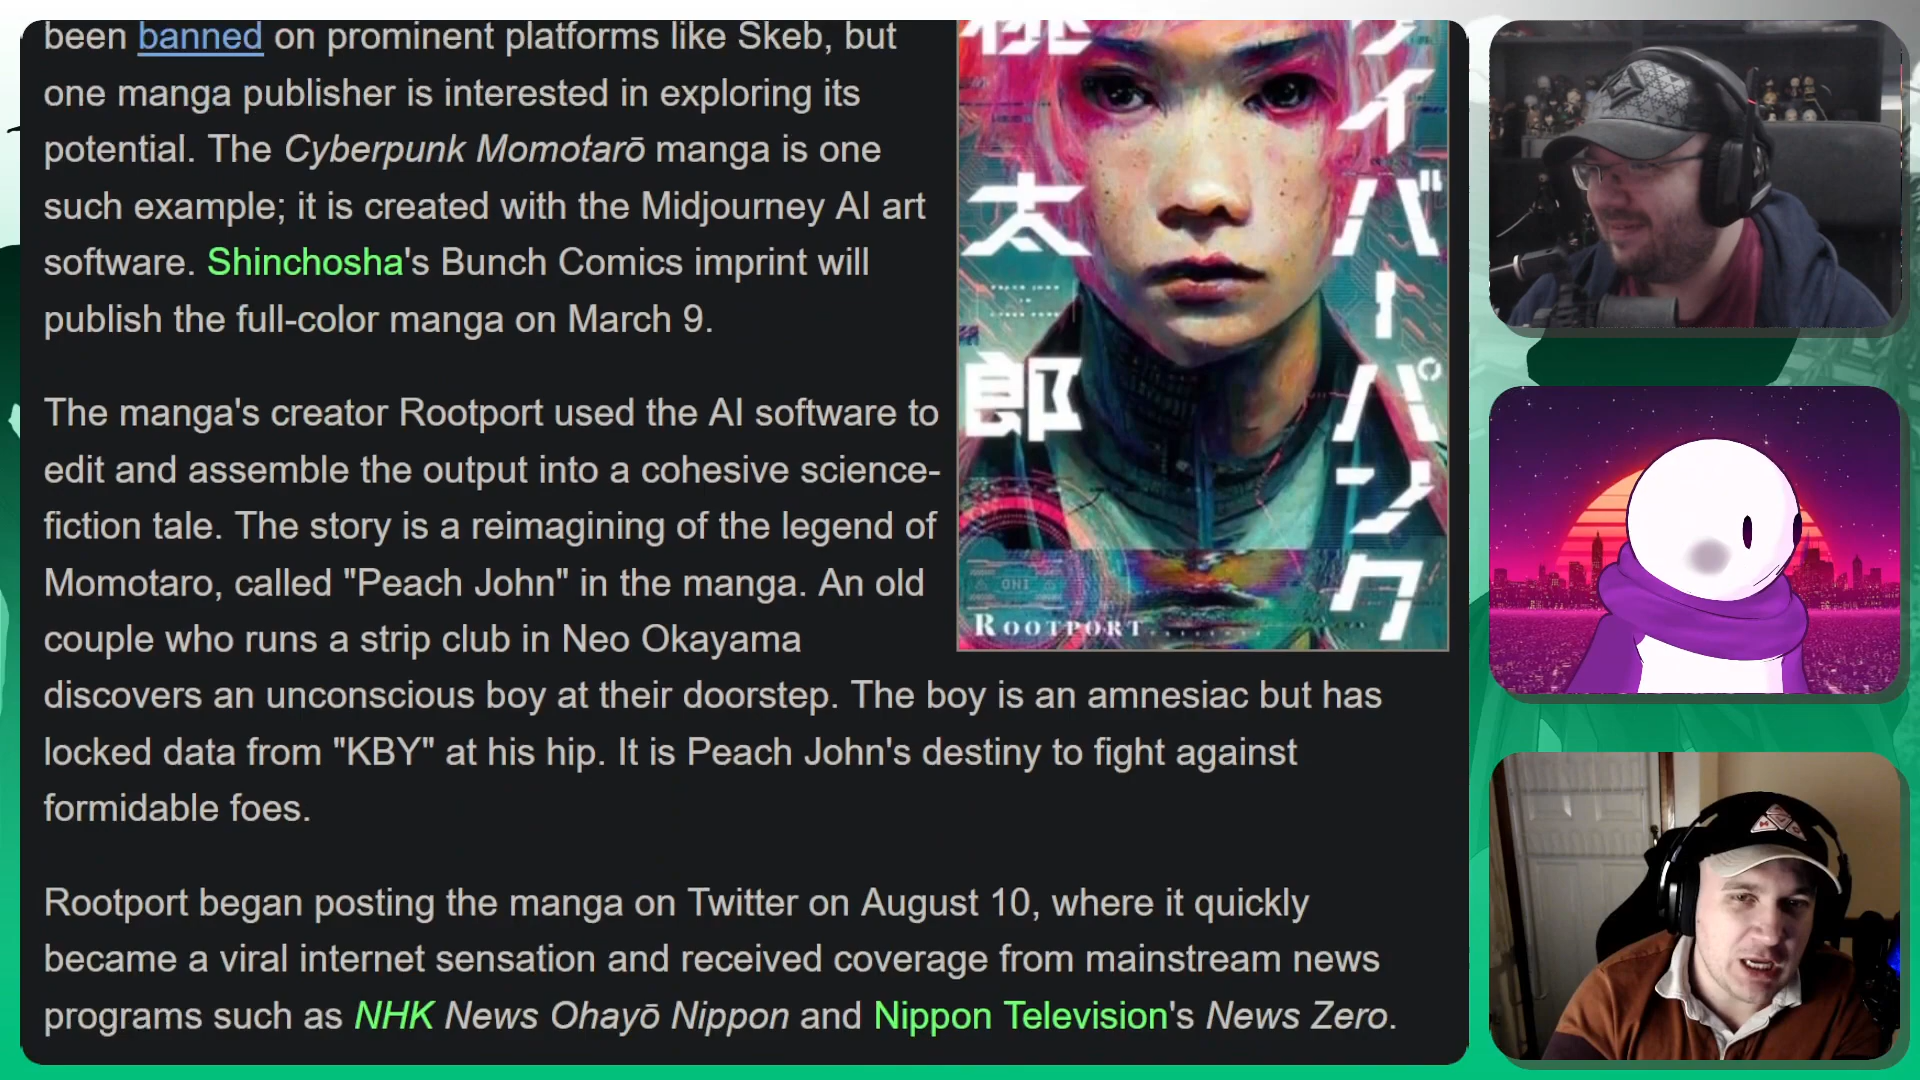 been banned on prominent platforms like Skeb, but
one manga publisher is interested in exploring its
potential. The Cyberpunk Momotarō manga is one
such example; it is created with the Midjourney AI art
software. Shinchosha's Bunch Comics imprint will
publish the full-color manga on March 9.
The manga's creator Rootport used the AI software to
edit and assemble the output into a cohesive science-
fiction tale. The story is a reimagining of the legend of
Momotaro, called "Peach John" in the manga. An old
couple who runs a strip club in Neo Okayama
discovers an unconscious boy at their doorstep. The boy is an amnesiac but has
locked data from "KBY" at his hip. It is Peach John's destiny to fight against
formidable foes.
Rootport began posting the manga on Twitter on August 10, where it quickly
became a viral internet sensation and received coverage from mainstream news
programs such as NHK News Ohayō Nippon and Nippon Television's News Zero.
イバーパンク
桃太郎
ROOTPORT